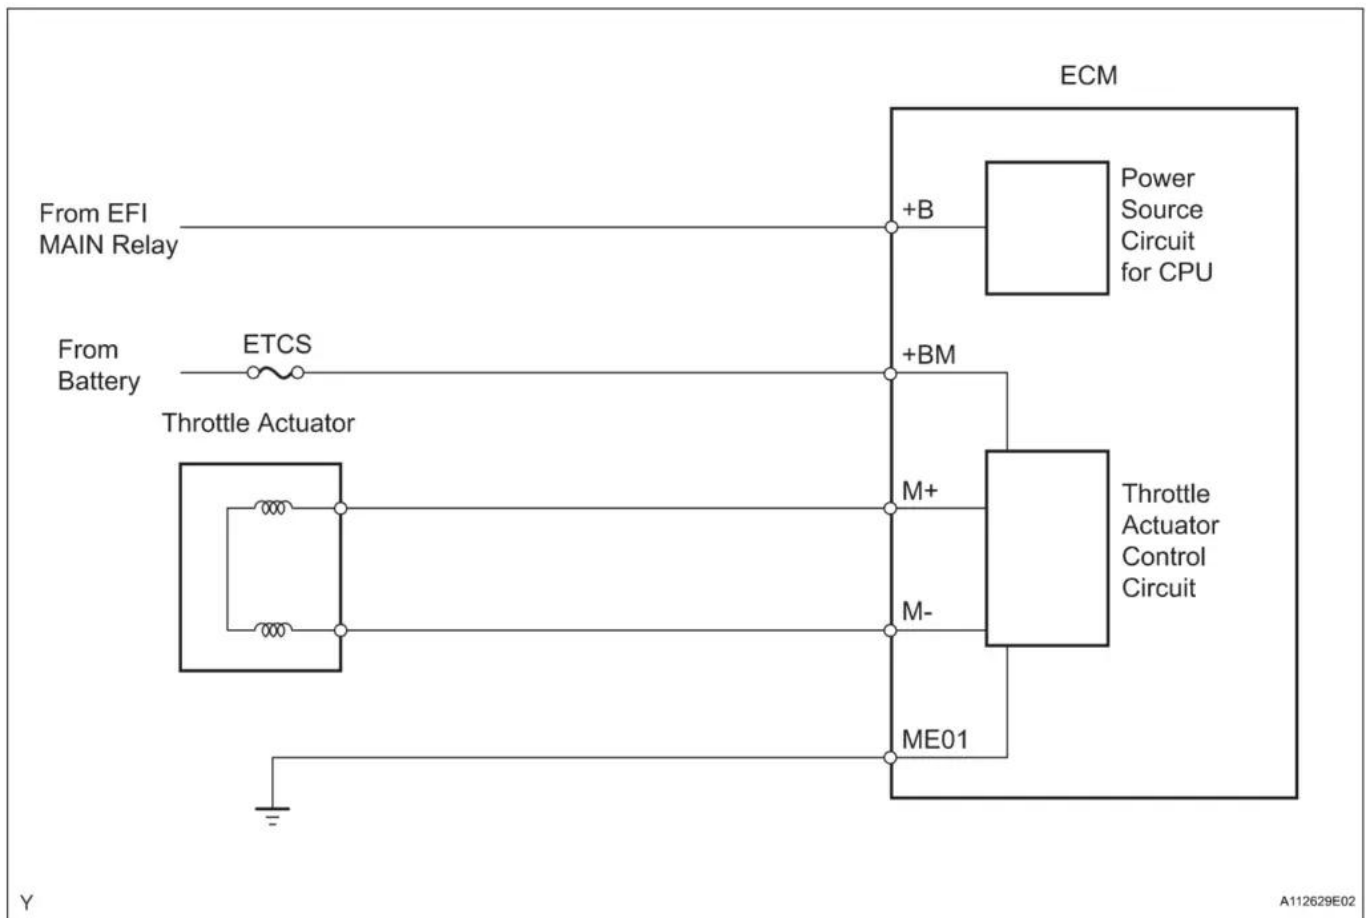 ECM
From EFI
MAIN Relay
+B
Power
Source
Circuit
for CPU
From
Battery
ETCS
+BM
Throttle Actuator
M+
Throttle
Actuator
Control
Circuit
M-
ME01
Y
A112629E02